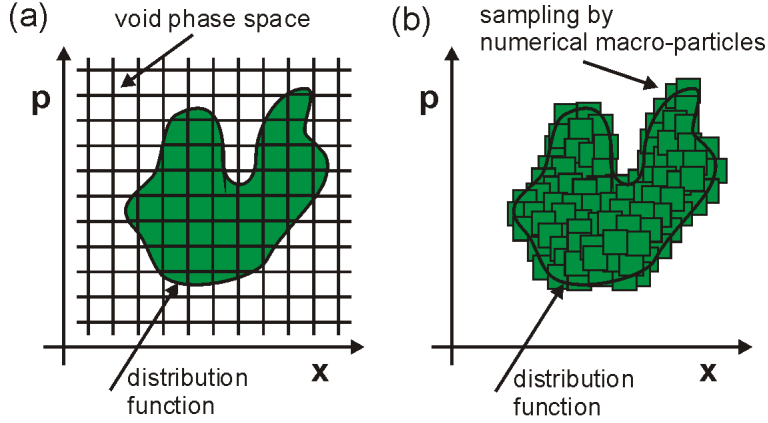 (a)
void phase space
p
x
distribution
function
(b)
sampling by
numerical macro-particles
p
x
distribution
function